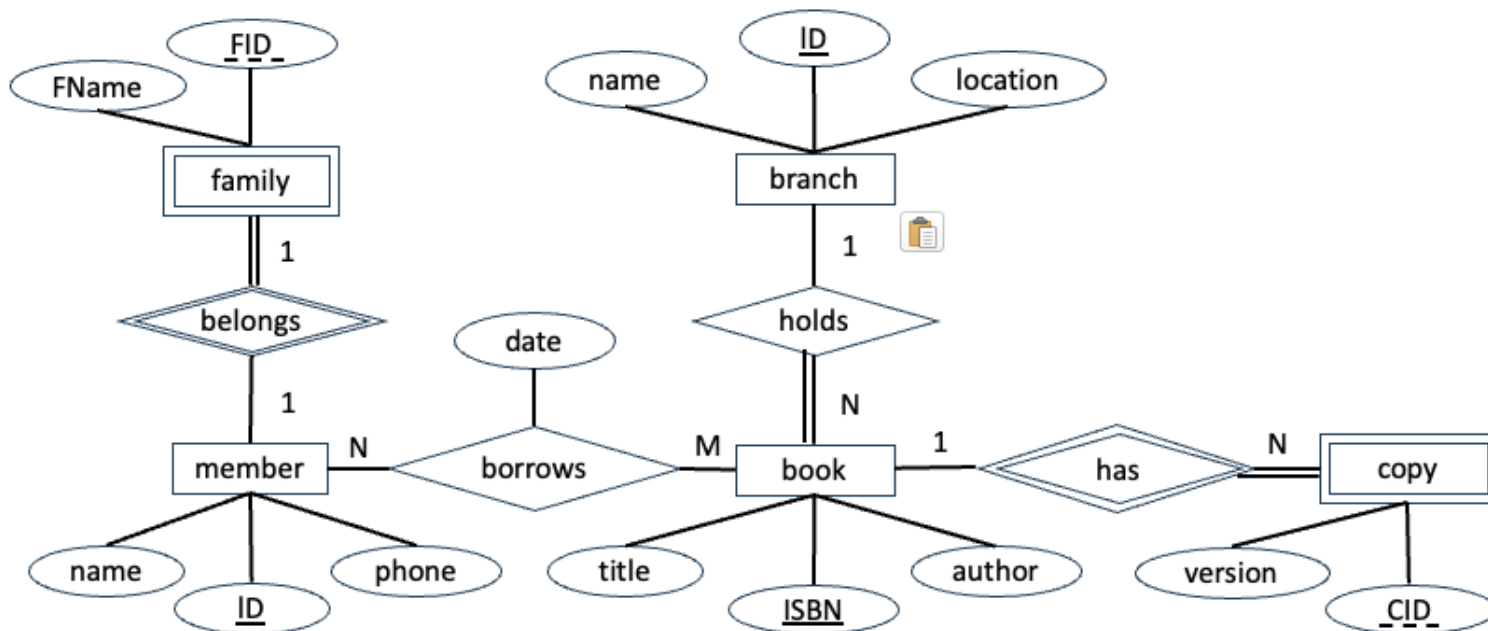 FID
FName
family
1
belongs
1
member
name
ID
phone
N
date
borrows
M
ID
name
location
branch
1
holds
N
book
title
ISBN
author
1
has
N
copy
version
CID